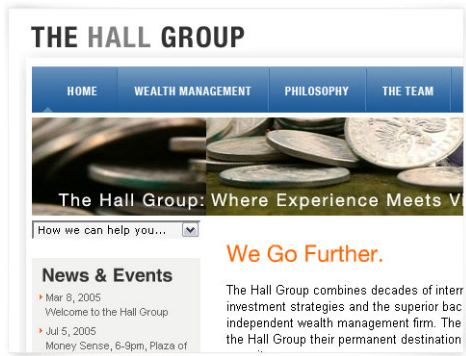 THE HALL GROUP
HOME WEALTH MANAGEMENT PHILOSOPHY THE TEAM
The Hall Group: Where Experience Meets Vi
How we can help you...
We Go Further.
News & Events
Mar 8, 2005
Welcome to the Hall Group
Jul 5, 2005
Money Sense, 6-9pm, Plaza of
The Hall Group combines decades of
investment strategies and the superior
independent wealth management firm. The
the Hall Group their permanent destination